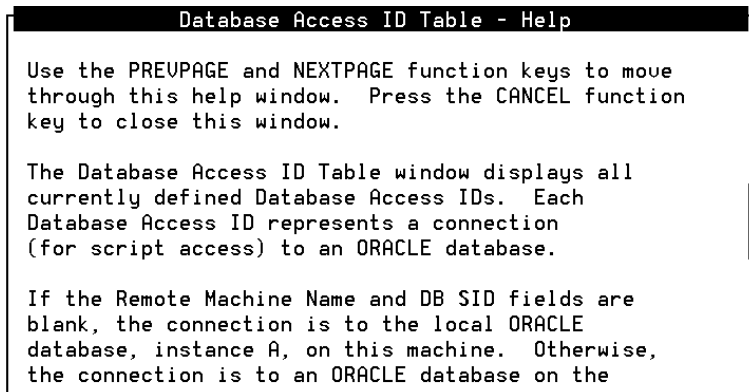 Database Access ID Table - Help
Use the PREVPAGE and NEXTPAGE function keys to move
through this help window.  Press the CANCEL function
key to close this window.
The Database Access ID Table window displays all
currently defined Database Access IDs.  Each
Database Access ID represents a connection
(for script access) to an ORACLE database.
If the Remote Machine Name and DB SID fields are
blank, the connection is to the local ORACLE
database, instance A, on this machine.  Otherwise,
the connection is to an ORACLE database on the